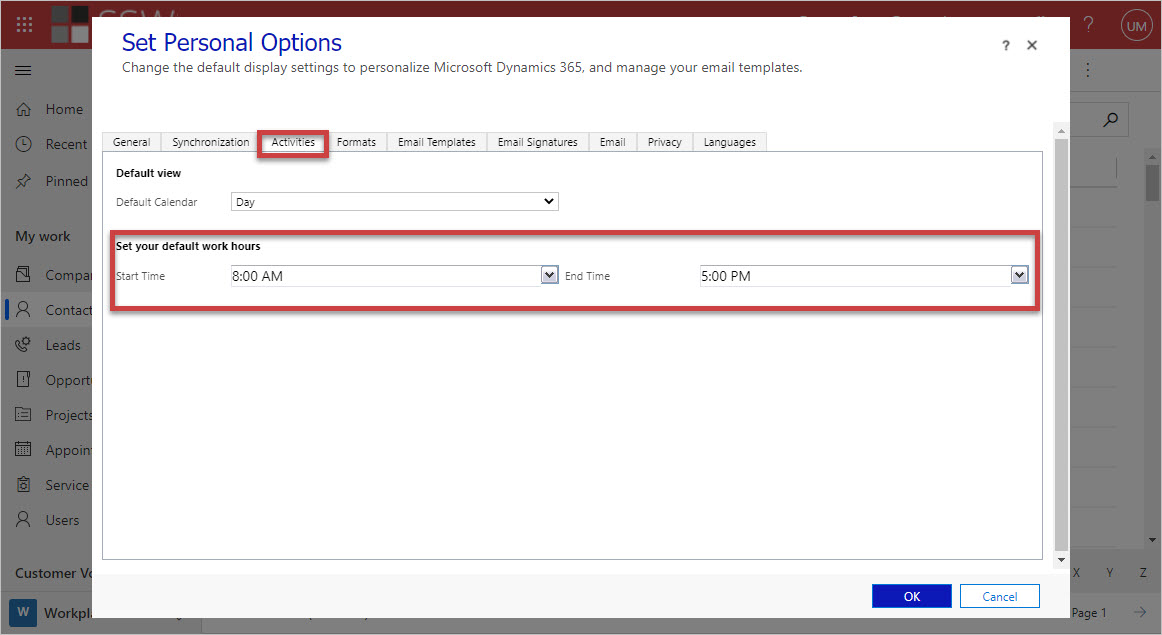 Set Personal Options
Change the default display settings to personalize Microsoft Dynamics 365, and manage your email templates.
? ×
? UM
Home
Recent
Pinned
My work
Compa
Contact
Leads
Opport
Projects
Appoin
Service
Users
Customer Vo
W Workpla
General Synchronization Activities Formats Email Templates Email Signatures Email Privacy Languages
Default view
Default Calendar Day
Set your default work hours
Start Time 8:00 AM End Time 5:00 PM
OK Cancel
X Y Z
Page 1